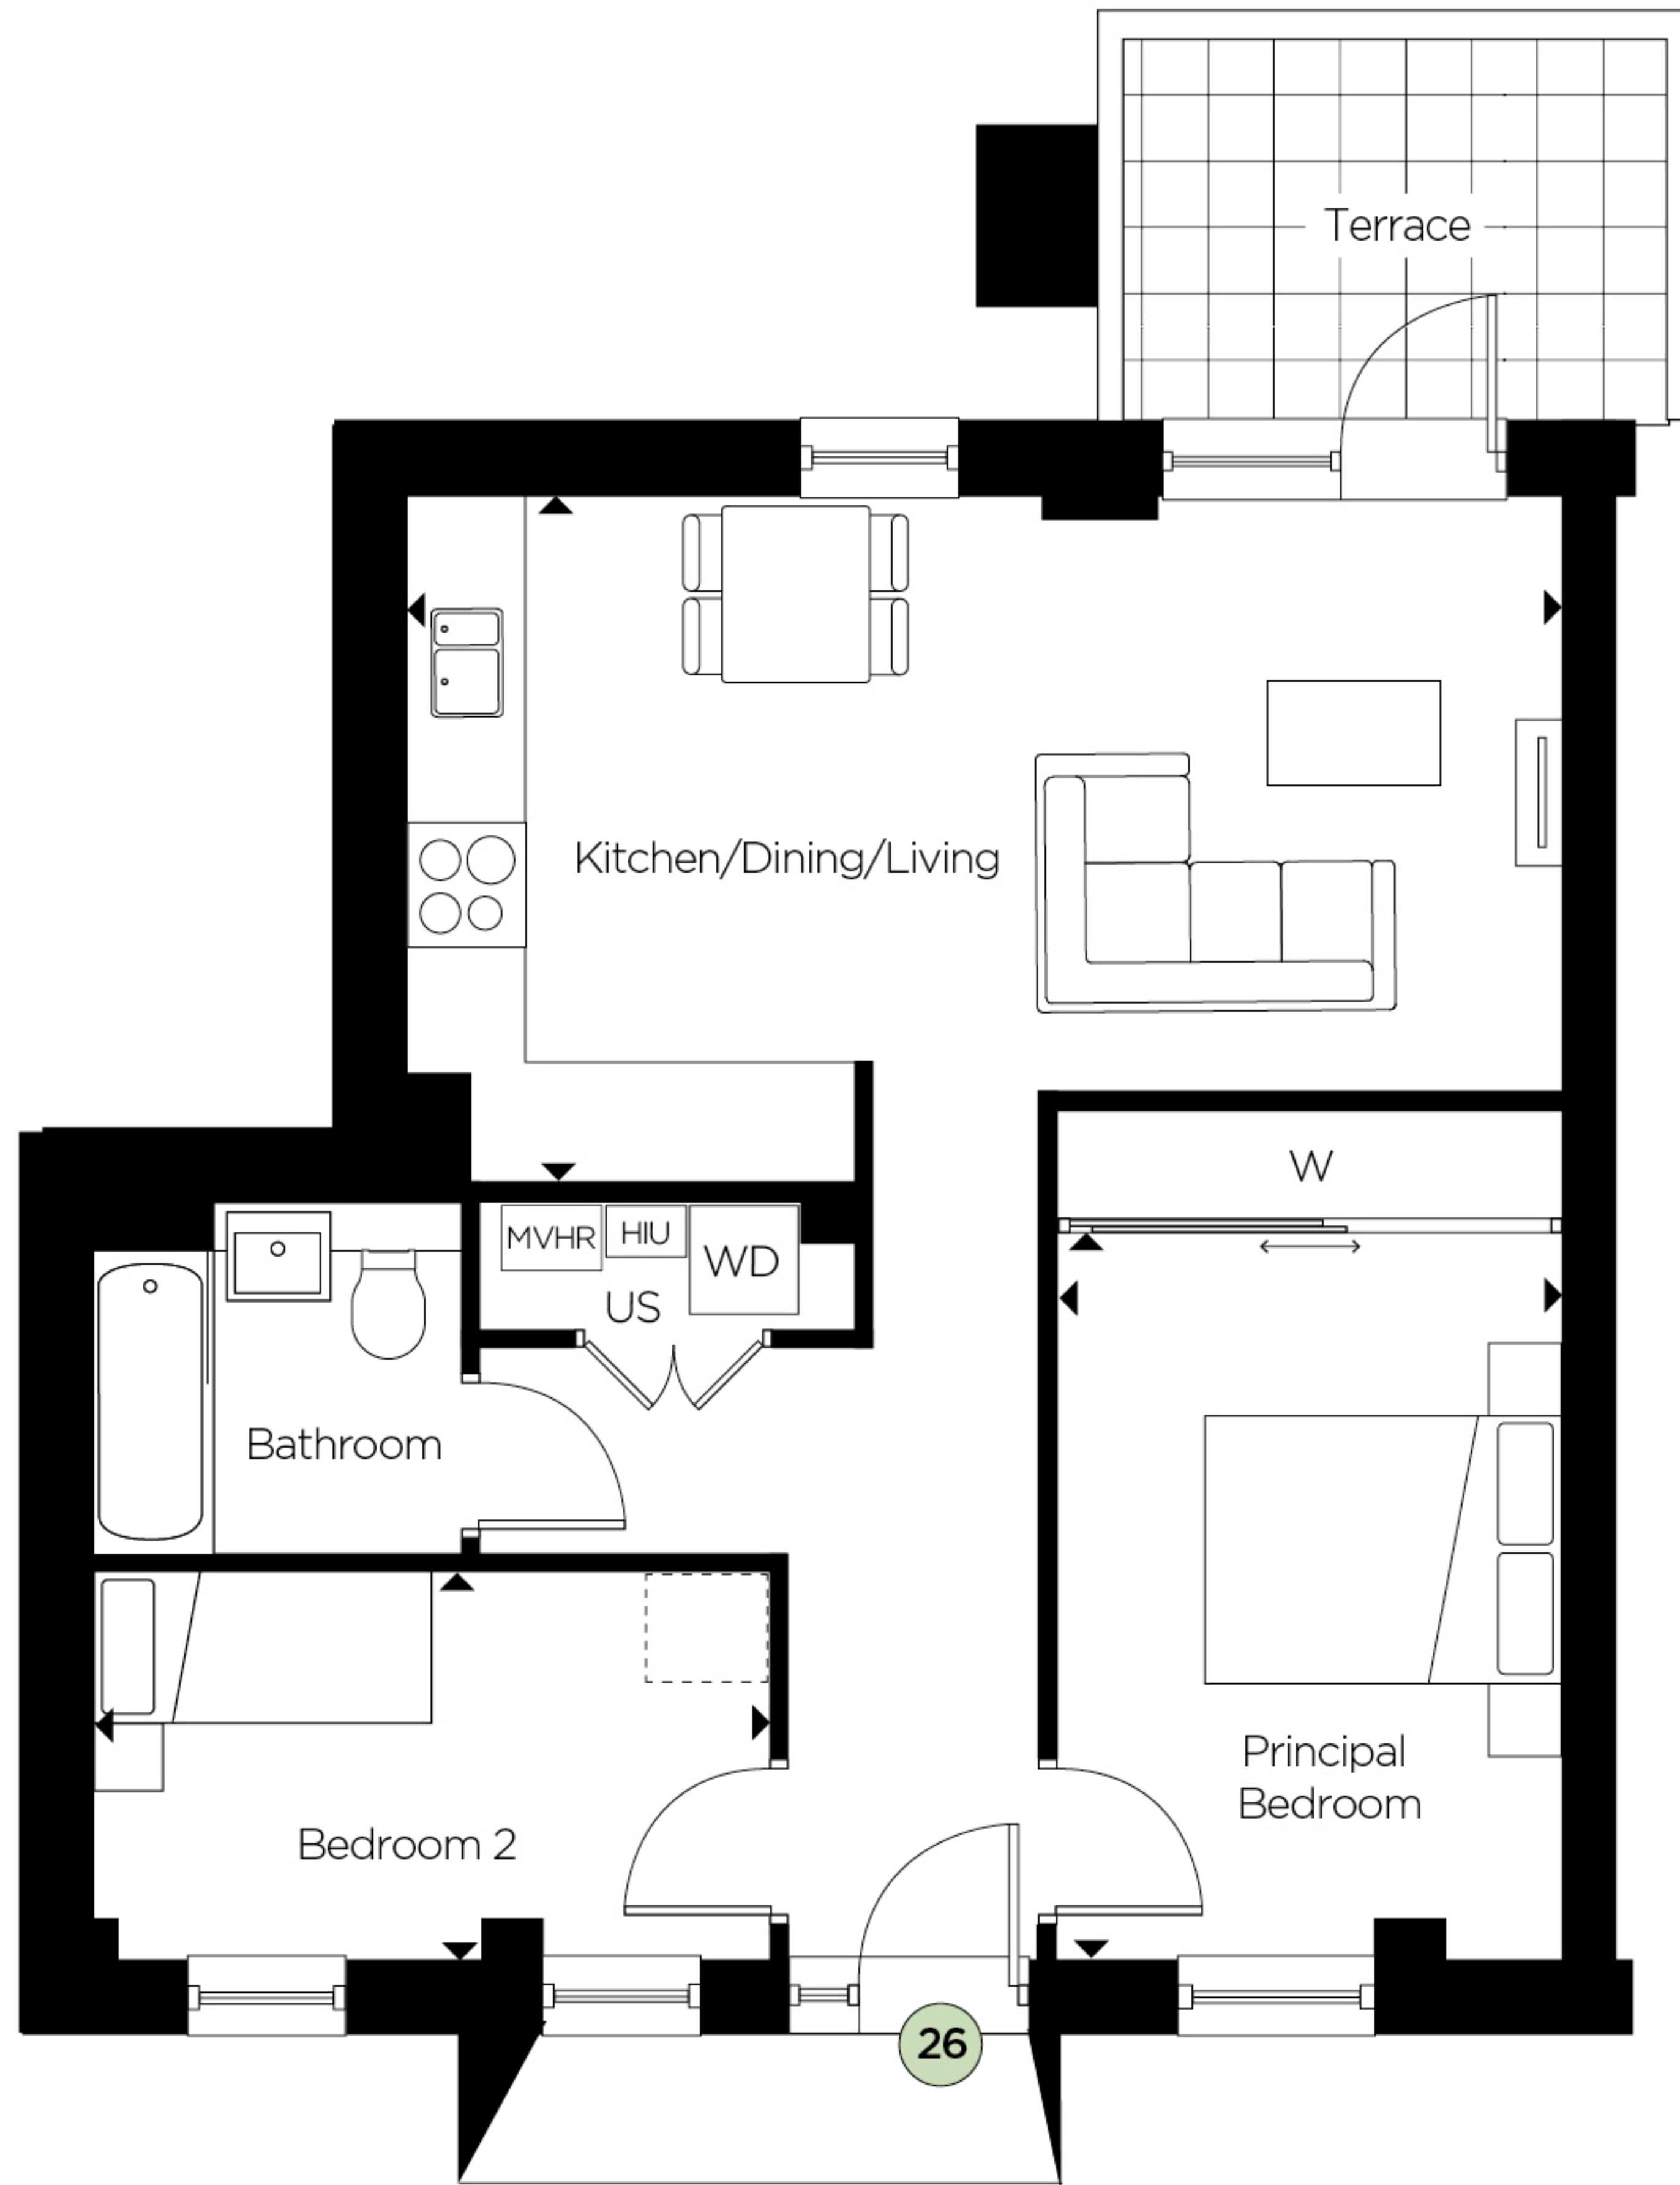 Terrace
Kitchen/Dining/Living
W
MVHR
HIU
WD
US
Bathroom
Principal
Bedroom
Bedroom 2
26